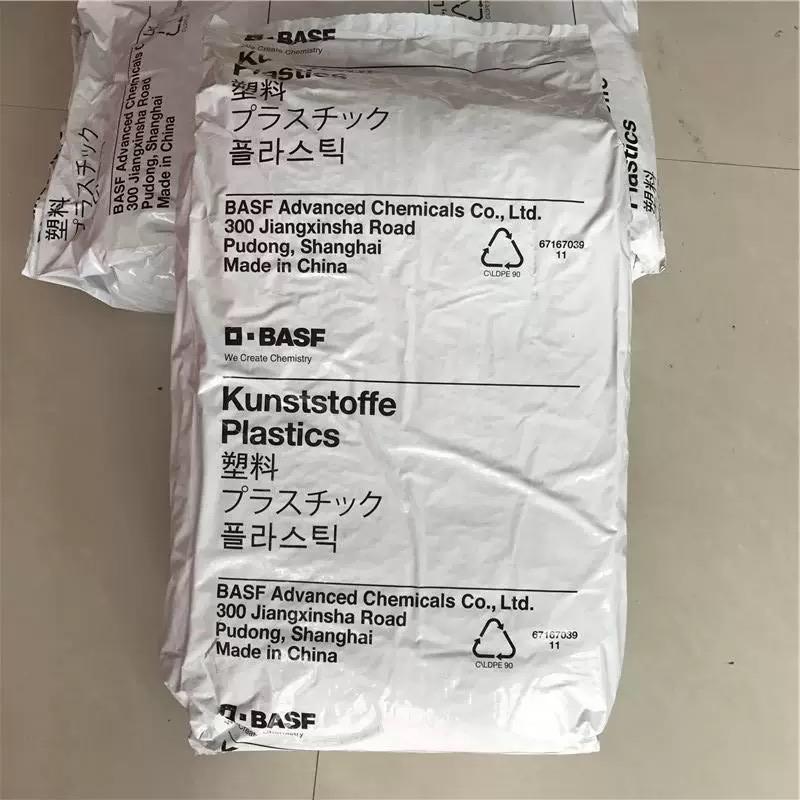 BASF
We Create Chemistry
Plastics
塑料
プラスチック
플라스틱
BASF Advanced Chemicals Co., Ltd.
300 Jiangxinsha Road
Pudong, Shanghai
Made in China
C\LDPE 90
67167039
11
BASF
We Create Chemistry
Kunststoffe
Plastics
塑料
プラスチック
플라스틱
BASF Advanced Chemicals Co., Ltd.
300 Jiangxinsha Road
Pudong, Shanghai
Made in China
C\LDPE 90
67167039
11
BASF
塑料
プラスチック
BASF Advanced Chemicals
300 Jiangxinsha Road
Pudong, Shanghai
Made in China
Plastics
塑料